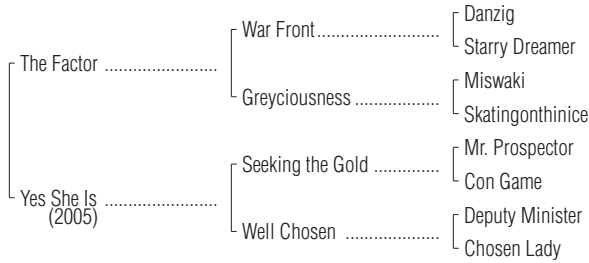 Danzig
War Front..............................
Starry Dreamer
The Factor ..........................
Miswaki
Greyciousness ....................
Skatingonthinice
Mr. Prospector
Seeking the Gold ...............
Con Game
Yes She Is ..........................
(2005)
Deputy Minister
Well Chosen ......................
Chosen Lady